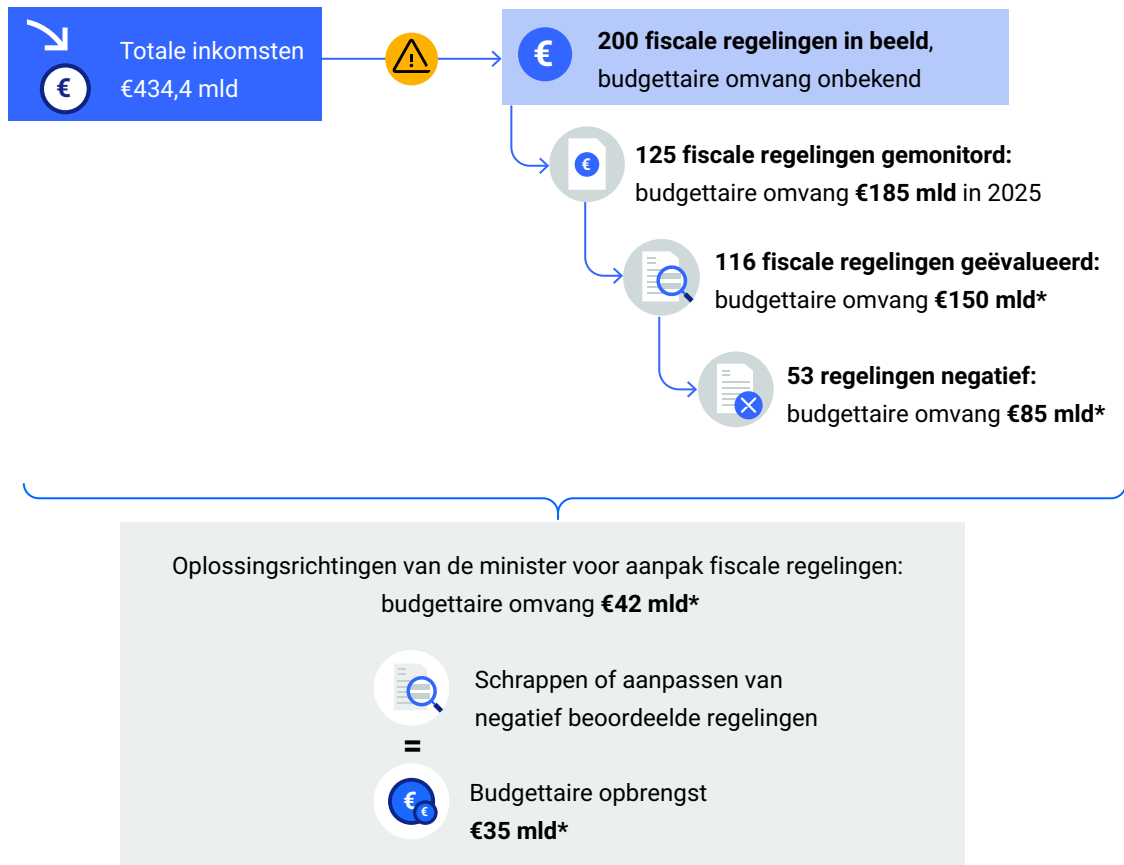 Totale inkomsten
€434,4 mld
€
€
200 fiscale regelingen in beeld,
budgettaire omvang onbekend
€
125 fiscale regelingen gemonitord:
budgettaire omvang €185 mld in 2025
116 fiscale regelingen geëvalueerd:
budgettaire omvang €150 mld*
53 regelingen negatief:
budgettaire omvang €85 mld*
Oplossingsrichtingen van de minister voor aanpak fiscale regelingen:
budgettaire omvang €42 mld*
Schrappen of aanpassen van
negatief beoordeelde regelingen
=
€ €
Budgettaire opbrengst
€35 mld*